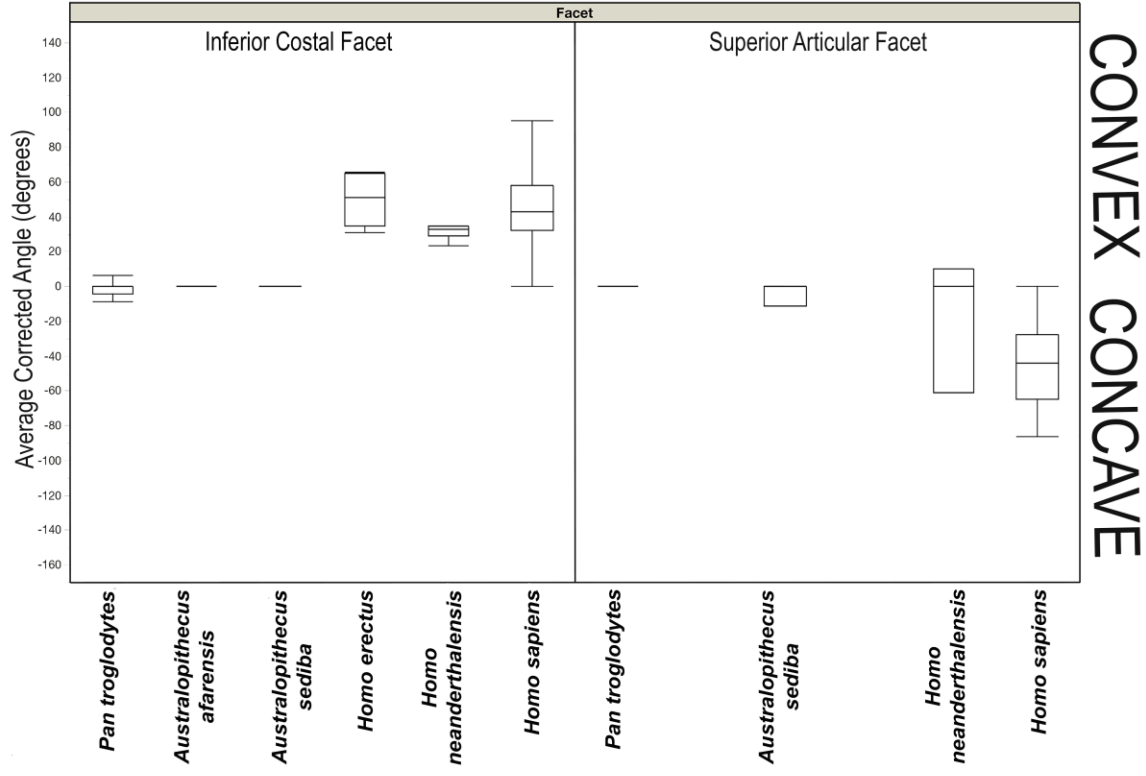 Facet
Inferior Costal Facet
Superior Articular Facet
Average Corrected Angle (degrees)
140
120
100
80
60
40
20
0
-20
-40
-60
-80
-100
-120
-140
-160
Pan troglodytes
Australopithecus
afarensis
Australopithecus
sediba
Homo erectus
Homo
neanderthalensis
Homo sapiens
Pan troglodytes
Australopithecus
sediba
Homo
neanderthalensis
Homo sapiens
CONVEX CONCAVE